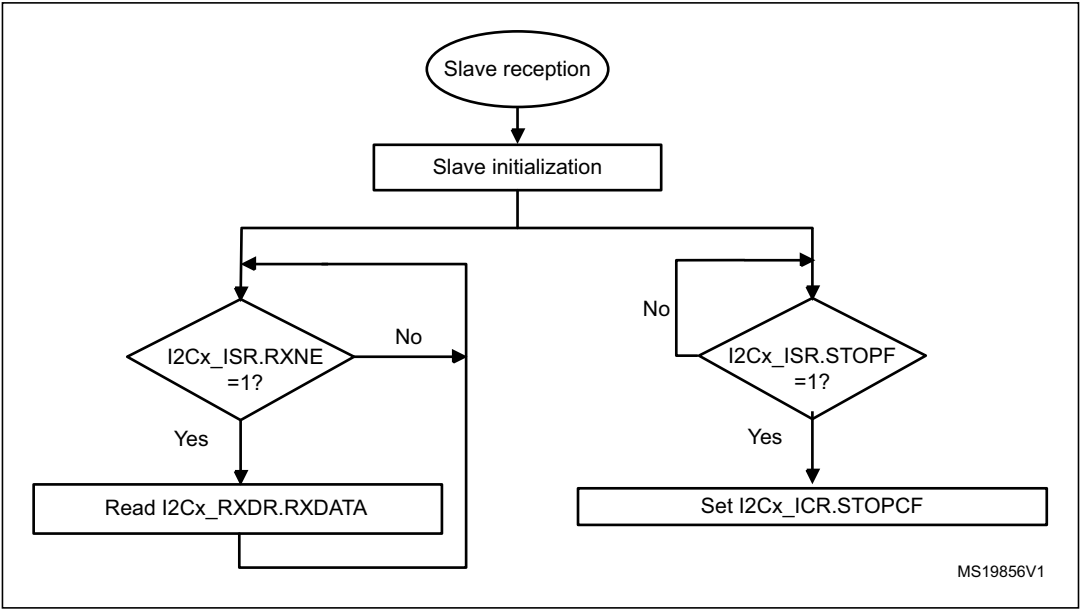 Slave reception
Slave initialization
No
I2Cx_ISR.RXNE
=1?
Yes
Read I2Cx_RXDR.RXDATA
No
I2Cx_ISR.STOPF
=1?
Yes
Set I2Cx_ICR.STOPCF
MS19856V1